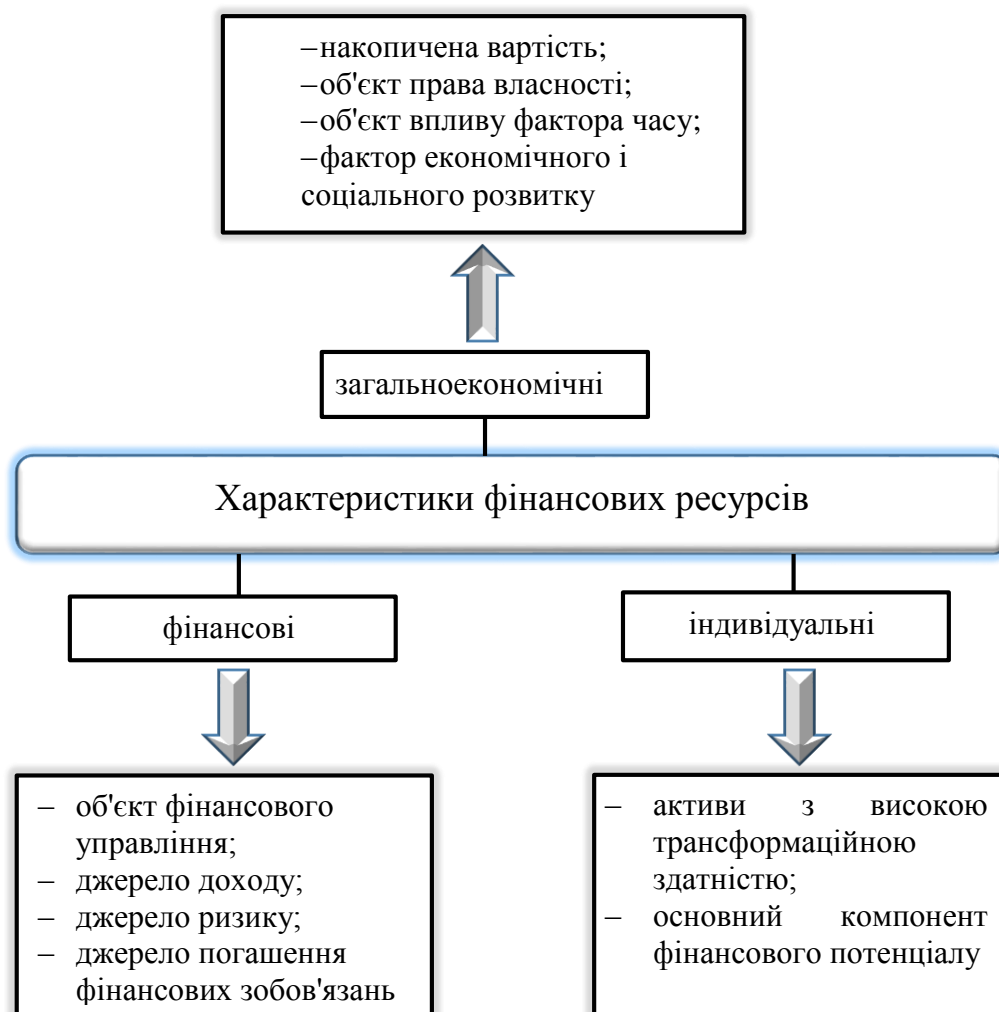 –накопичена вартість;
–об'єкт права власності;
–об'єкт впливу фактора часу;
–фактор економічного і
соціального розвитку
загальноекономічні
Характеристики фінансових ресурсів
фінансові
індивідуальні
– об'єкт фінансового
управління;
– джерело доходу;
– джерело ризику;
– джерело погашення
фінансових зобов'язань
– активи з високою
трансформаційною
здатністю;
– основний компонент
фінансового потенціалу